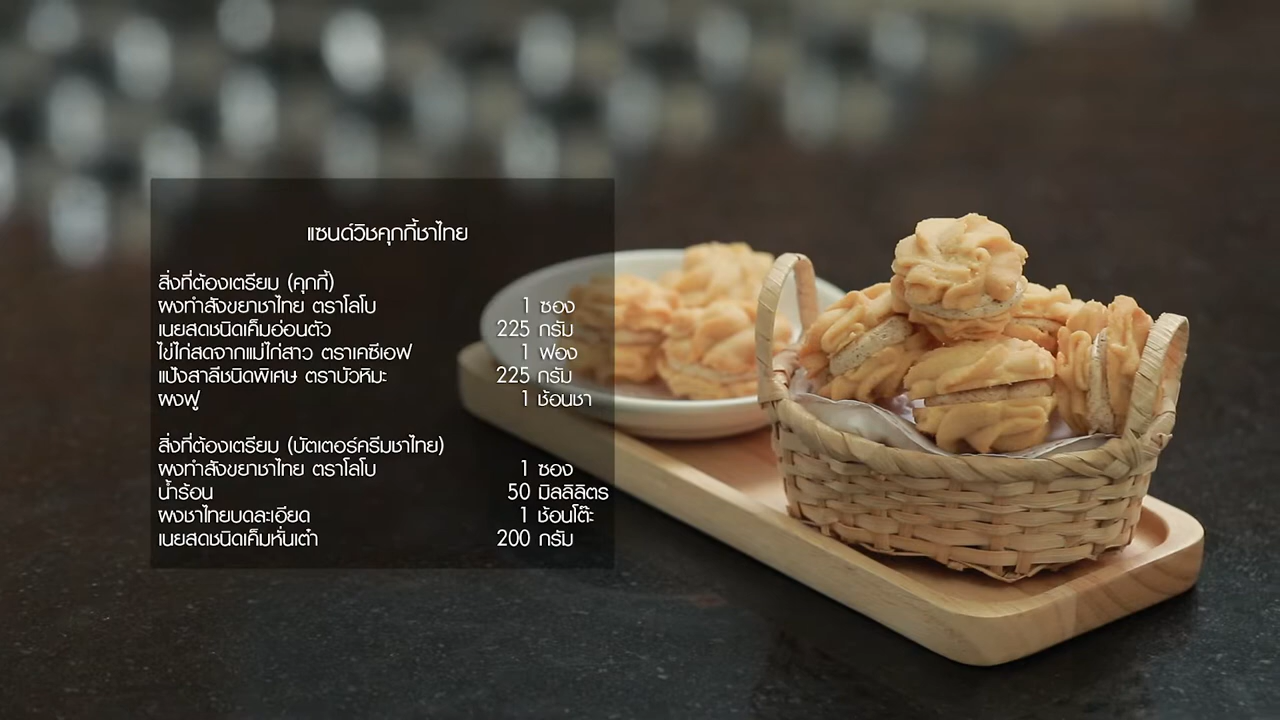 แซนด์วิชคุกกี้ชาไทย
สิ่งที่ต้องเตรียม (คุกกี้)
ผงทำสังขยาชาไทย ตราโลโบ 1 ซอง
เนยสดชนิดเค็มอ่อนตัว 225 กรัม
ไข่ไก่สดจากแม่ไก่สาว ตราเคซีเอฟ 1 ฟอง
แป้งสาลีชนิดพิเศษ ตราบัวหิมะ 225 กรัม
ผงฟู 1 ช้อนชา
สิ่งที่ต้องเตรียม (บัตเตอร์ครีมชาไทย)
ผงทำสังขยาชาไทย ตราโลโบ 1 ซอง
น้ำร้อน 50 มิลลิลิตร
ผงชาไทยบดละเอียด 1 ช้อนโต๊ะ
เนยสดชนิดเค็มหั่นเต๋า 200 กรัม